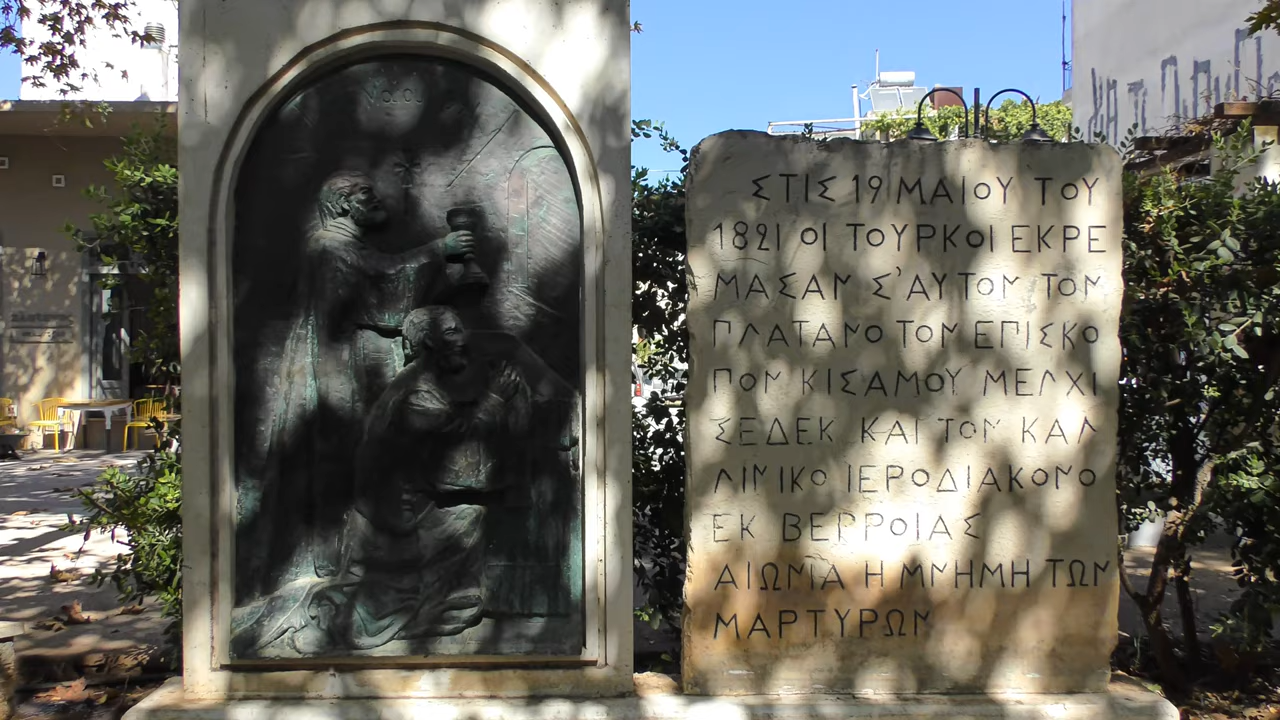 ΣΤΙΣ 19 ΜΑΙΟΥ ΤΟΥ
1821 ΟΙ ΤΟΥΡΚΟΙ ΕΚΡΕ
ΜΑΣΑΝ Σ'ΑΥΤΟΝ ΤΟΝ
ΠΛΑΤΑΝΟ ΤΟΝ ΕΠΙΣΚΟ
ΠΟΝ ΚΙΣΑΜΟΥ ΜΕΛΧΙ
ΣΕΔΕΚ ΚΑΙ ΤΟΝ ΚΑΛ
ΛΙΝΙΚΟ ΙΕΡΟΔΙΑΚΟΝΟ
ΕΚ ΒΕΡΡΟΙΑΣ
ΑΙΩΝΙΑ Η ΜΝΗΜΗ ΤΩΝ
ΜΑΡΤΥΡΩΝ